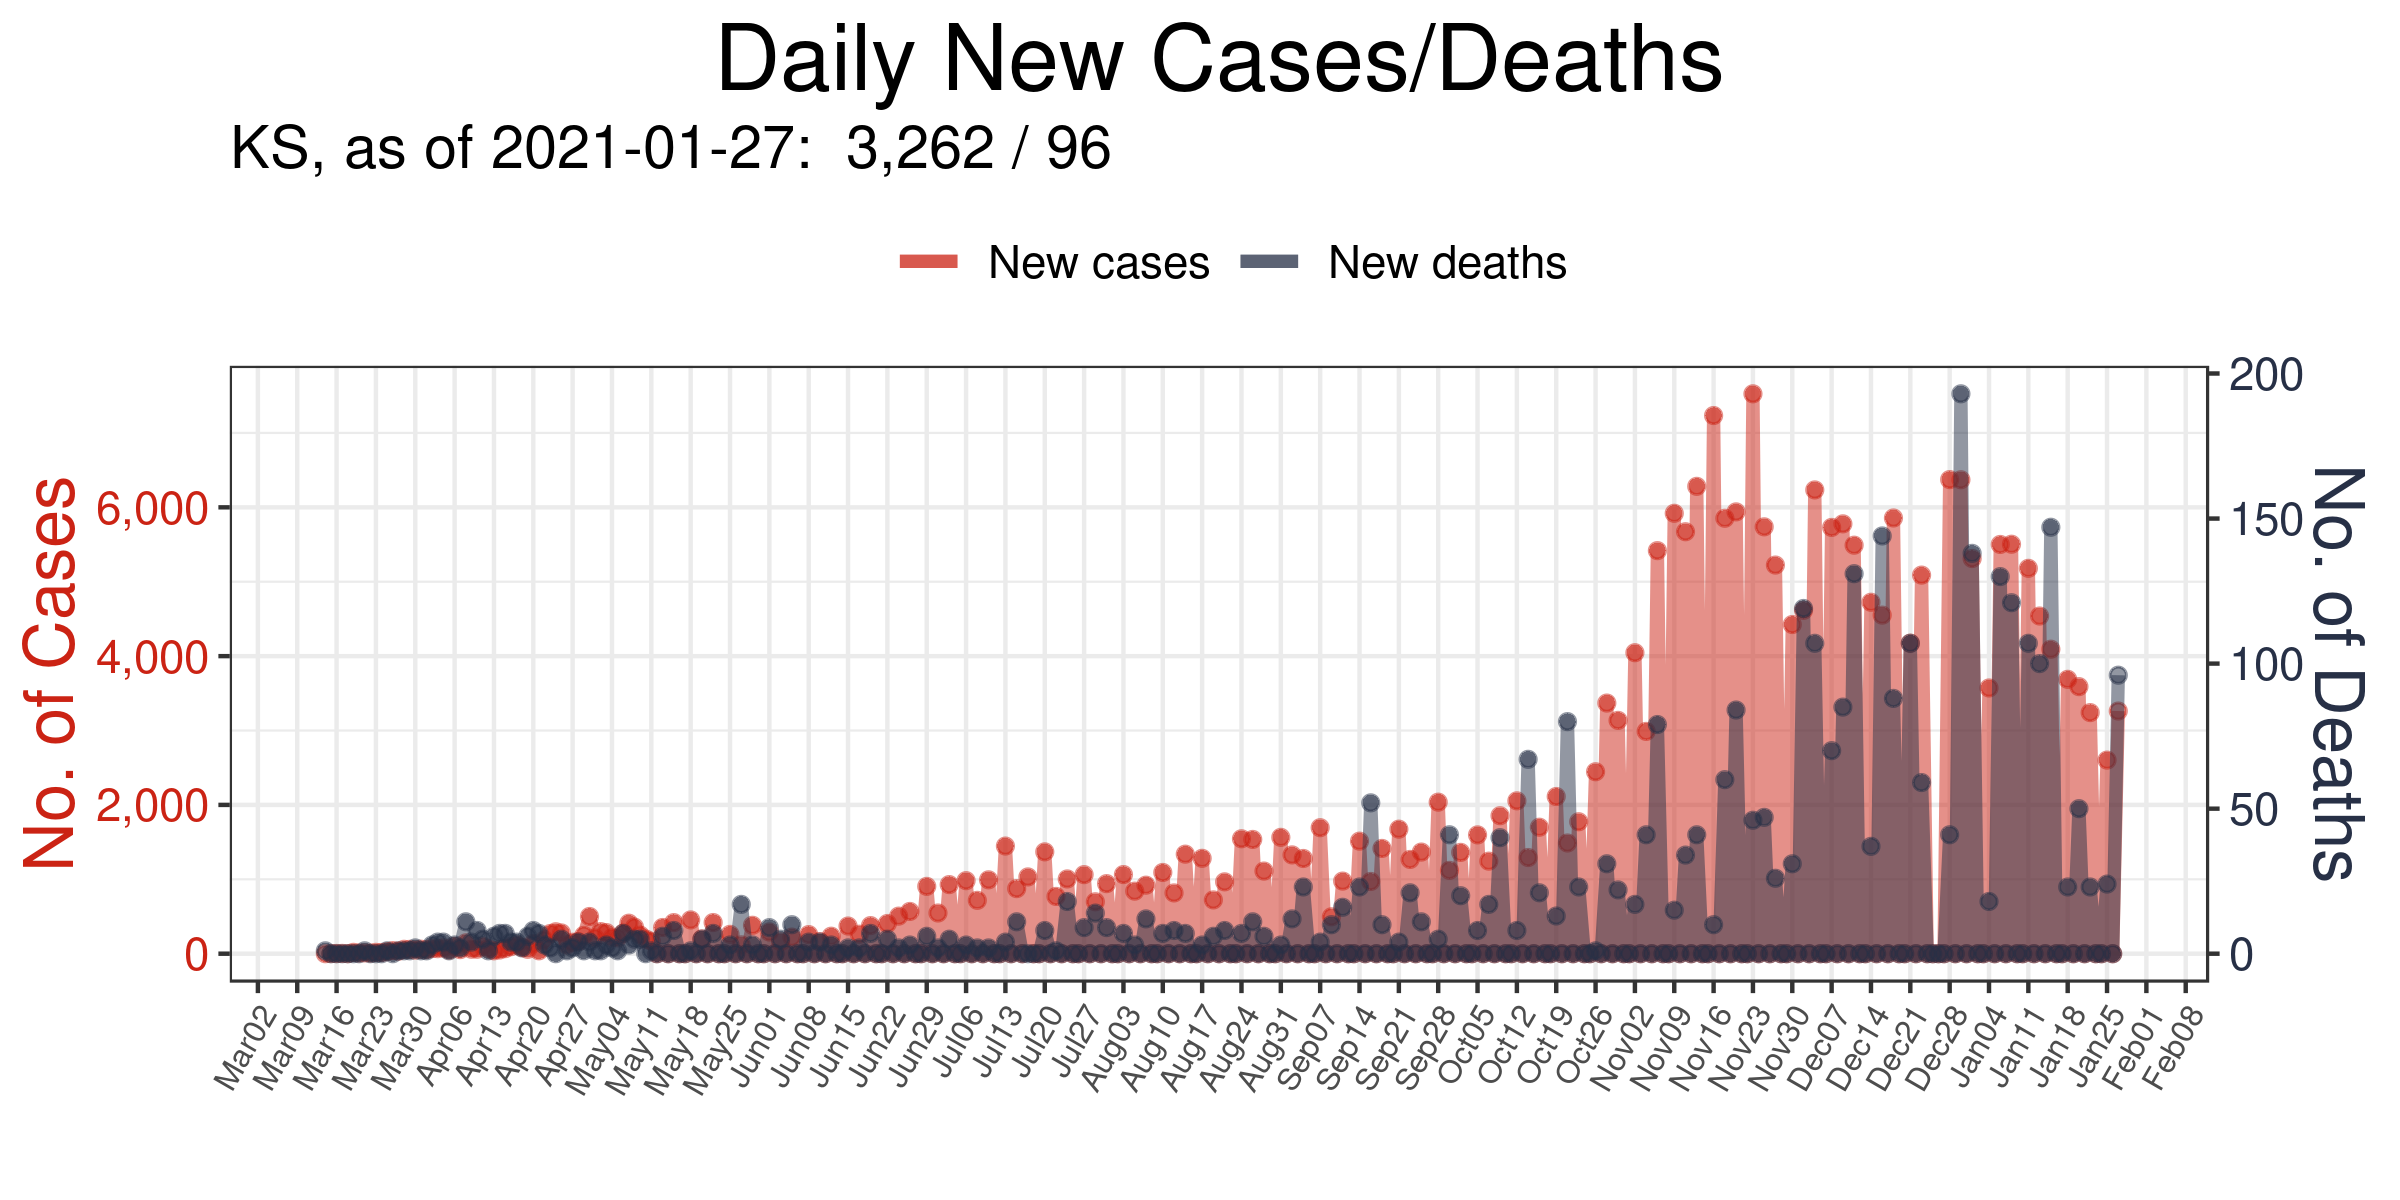 Daily New Cases/Deaths
KS, as of 2021-01-27: 3,262 / 96
New cases New deaths
No. of Cases
6,000
4,000
2,000
0
200
150
100
50
0
No. of Deaths
Mar02 Mar09 Mar16 Mar23 Mar30 Apr06 Apr13 Apr20 Apr27 May04 May11 May18 May25 Jun01 Jun08 Jun15 Jun22 Jun29 Jul06 Jul13 Jul20 Jul27 Aug03 Aug10 Aug17 Aug24 Aug31 Sep07 Sep14 Sep21 Sep28 Oct05 Oct12 Oct19 Oct26 Nov02 Nov09 Nov16 Nov23 Nov30 Nov07 Dec14 Dec21 Dec28 Dec04 Jan11 Jan18 Jan25 Feb01 Feb08